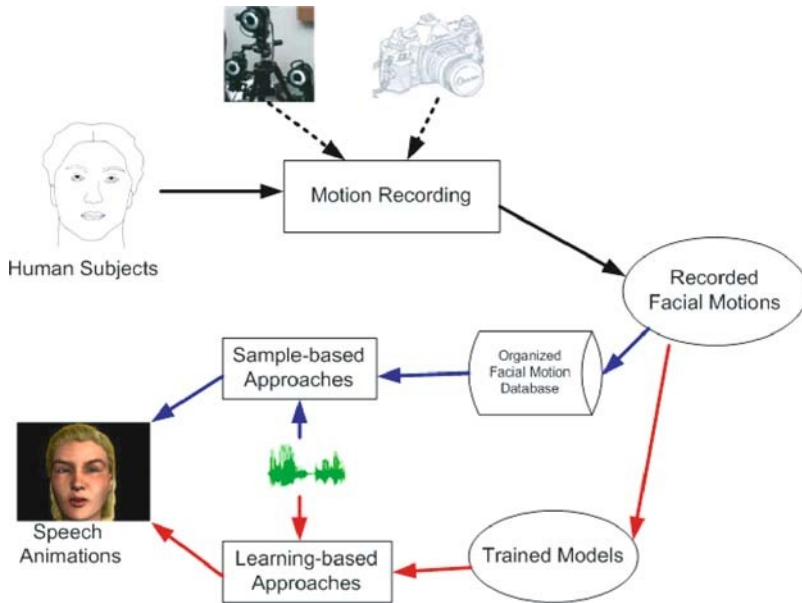 Motion Recording
Human Subjects
Recorded
Facial Motions
Sample-based
Approaches
Organized
Facial Motion
Database
Speech
Animations
Learning-based
Approaches
Trained Models